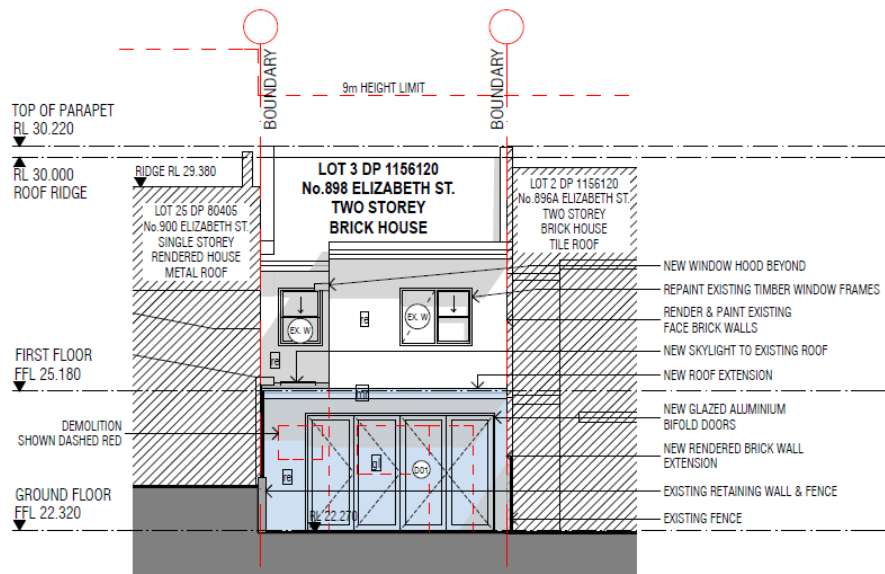 BOUNDARY
BOUNDARY
9m HEIGHT LIMIT
TOP OF PARAPET
RL 30.220
RL 30.000
ROOF RIDGE
RIDGE RL 29.380
LOT 3 DP 1156120
No.898 ELIZABETH ST.
TWO STOREY
BRICK HOUSE
LOT 25 DP 80405
No.900 ELIZABETH ST.
SINGLE STOREY
RENDERED HOUSE
METAL ROOF
LOT 2 DP 1156120
No.896A ELIZABETH ST.
TWO STOREY
BRICK HOUSE
TILE ROOF
NEW WINDOW HOOD BEYOND
REPAINT EXISTING TIMBER WINDOW FRAMES
RENDER & PAINT EXISTING
FACE BRICK WALLS
NEW SKYLIGHT TO EXISTING ROOF
NEW ROOF EXTENSION
NEW GLAZED ALUMINIUM
BIFOLD DOORS
NEW RENDERED BRICK WALL
EXTENSION
EXISTING RETAINING WALL & FENCE
EXISTING FENCE
EX. W
re
EX. W
re
FIRST FLOOR
FFL 25.180
mr
DEMOLITION
SHOWN DASHED RED
re
gl
D01
GROUND FLOOR
FFL 22.320
RL 22.270